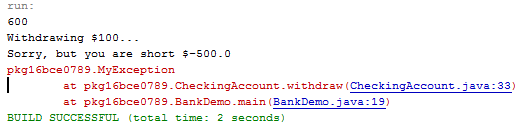 run:
600
Withdrawing $100...
Sorry, but you are short $-500.0
pkg16bce0789.MyException
at pkg16bce0789.CheckingAccount.withdraw(CheckingAccount.java:33)
at pkg16bce0789.BankDemo.main(BankDemo.java:19)
BUILD SUCCESSFUL (total time: 2 seconds)